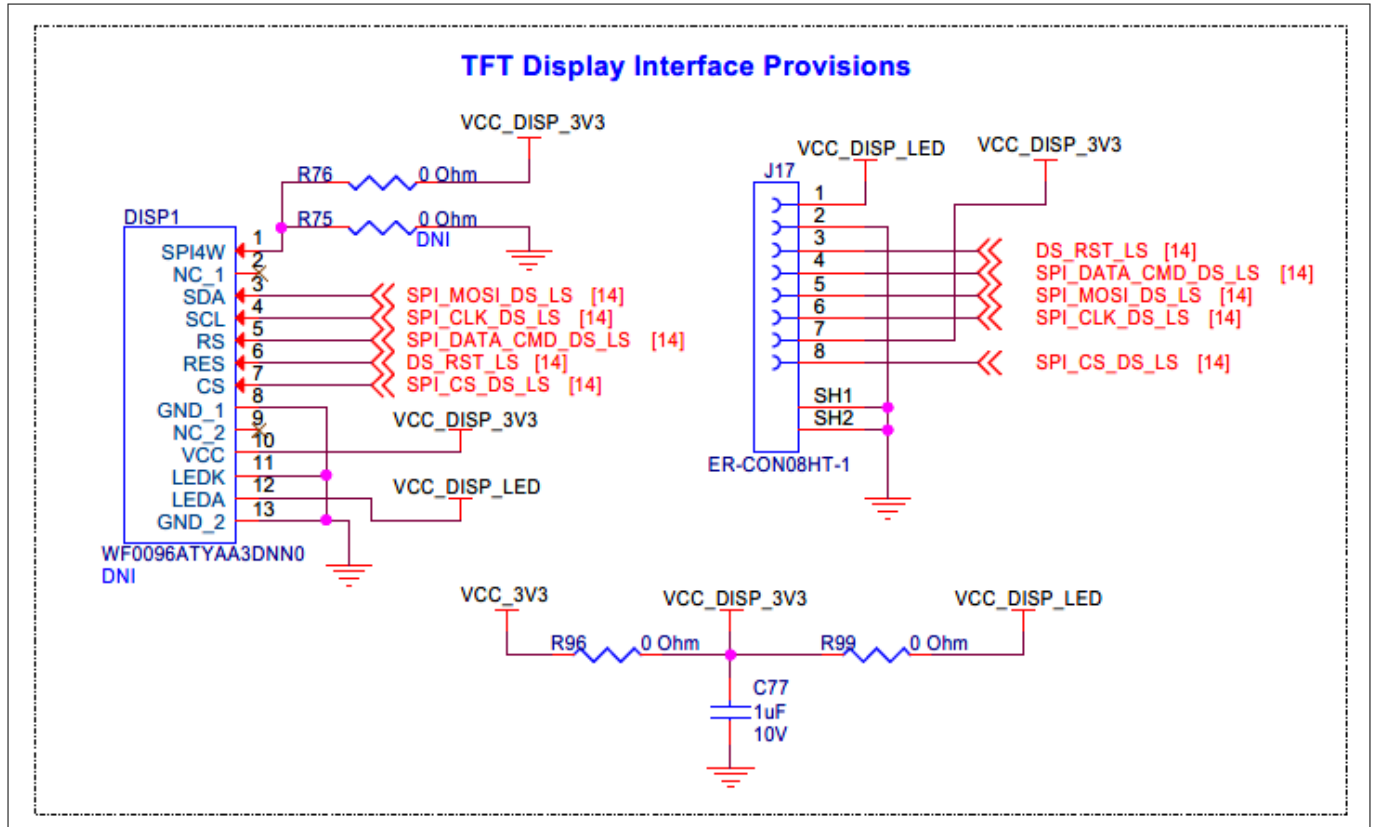 TFT Display Interface Provisions
VCC_DISP_3V3
R76 0 Ohm
R75 0 Ohm
DNI
DISP1
SPI4W 1
NC_1 2
SDA 3 SPI_MOSI_DS_LS [14]
SCL 4 SPI_CLK_DS_LS [14]
RS 5 SPI_DATA_CMD_DS_LS [14]
RES 6 DS_RST_LS [14]
CS 7 SPI_CS_DS_LS [14]
GND_1 8
NC_2 9 VCC_DISP_3V3
VCC 10
LEDK 11
LEDA 12 VCC_DISP_LED
GND_2 13
WF0096ATYAA3DNN0
DNI
VCC_DISP_LED VCC_DISP_3V3
J17
1
2
3 DS_RST_LS [14]
4 SPI_DATA_CMD_DS_LS [14]
5 SPI_MOSI_DS_LS [14]
6 SPI_CLK_DS_LS [14]
7
8 SPI_CS_DS_LS [14]
SH1
SH2
ER-CON08HT-1
VCC_3V3 VCC_DISP_3V3 VCC_DISP_LED
R96 0 Ohm R99 0 Ohm
C77
1uF
10V